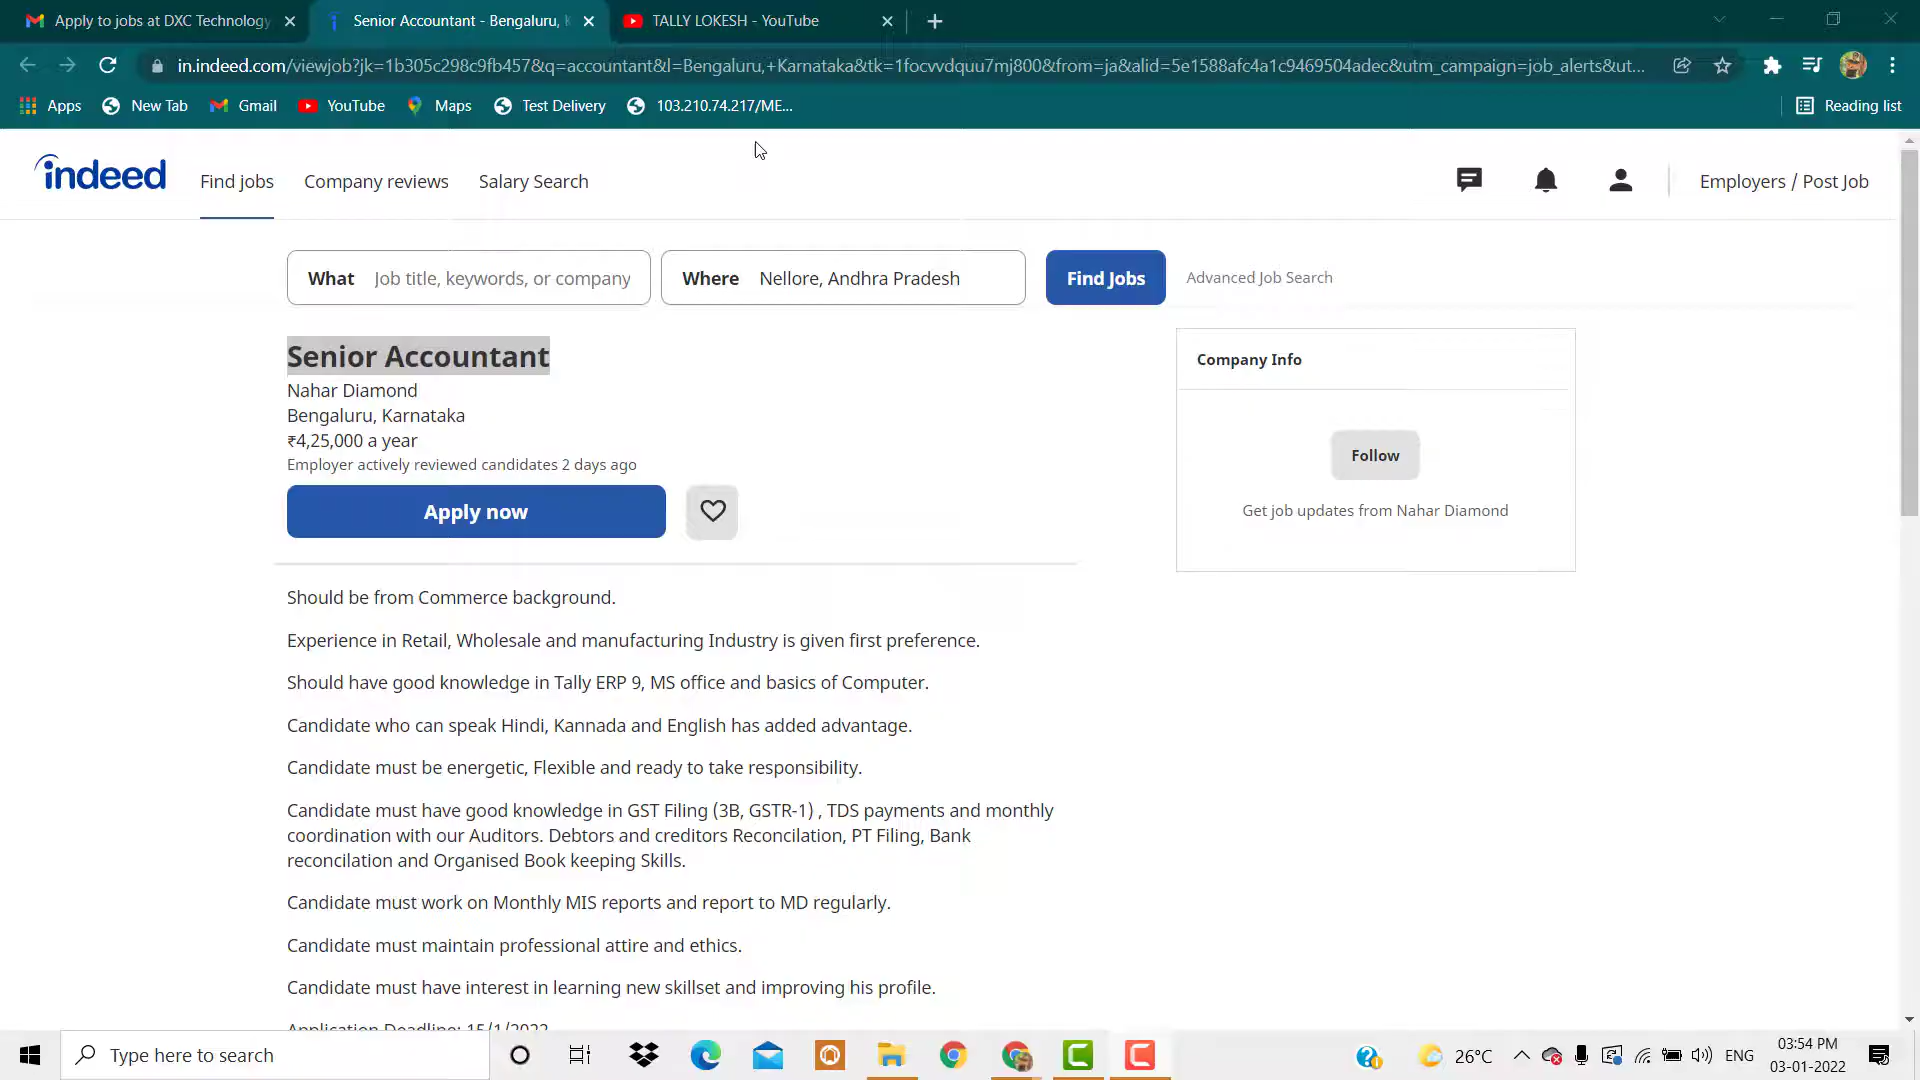 Apply to jobs at DXC Technology
Senior Accountant - Bengaluru, K
TALLY LOKESH - YouTube
in.indeed.com/viewjob?jk=1b305c298c9fb457&q=accountant&l=Bengaluru,+Karnataka&tk=1focvvdquu7mj800&from=ja&alid=5e1588afc4a1c9469504adec&utm_campaign=job_alerts&ut...
Apps
New Tab
Gmail
YouTube
Maps
Test Delivery
103.210.74.217/ME...
Reading list
indeed
Find jobs
Company reviews
Salary Search
Employers / Post Job
What Job title, keywords, or company
Where Nellore, Andhra Pradesh
Find Jobs
Advanced Job Search
Senior Accountant
Nahar Diamond
Bengaluru, Karnataka
₹4,25,000 a year
Employer actively reviewed candidates 2 days ago
Apply now
Company Info
Follow
Get job updates from Nahar Diamond
Should be from Commerce background.
Experience in Retail, Wholesale and manufacturing Industry is given first preference.
Should have good knowledge in Tally ERP 9, MS office and basics of Computer.
Candidate who can speak Hindi, Kannada and English has added advantage.
Candidate must be energetic, Flexible and ready to take responsibility.
Candidate must have good knowledge in GST Filing (3B, GSTR-1) , TDS payments and monthly
coordination with our Auditors. Debtors and creditors Reconcilation, PT Filing, Bank
reconcilation and Organised Book keeping Skills.
Candidate must work on Monthly MIS reports and report to MD regularly.
Candidate must maintain professional attire and ethics.
Candidate must have interest in learning new skillset and improving his profile.
Application Deadline: 15/1/2022
Type here to search
26°C
ENG
03:54 PM
03-01-2022